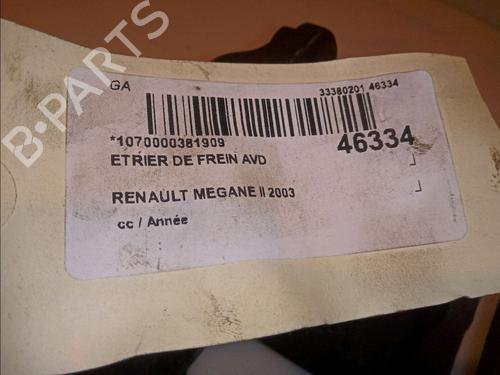 GA
33380201 46334
*1070000381909
46334
ETRIER DE FREIN AVD
RENAULT MEGANE II 2003
cc / Année
B-PARTS